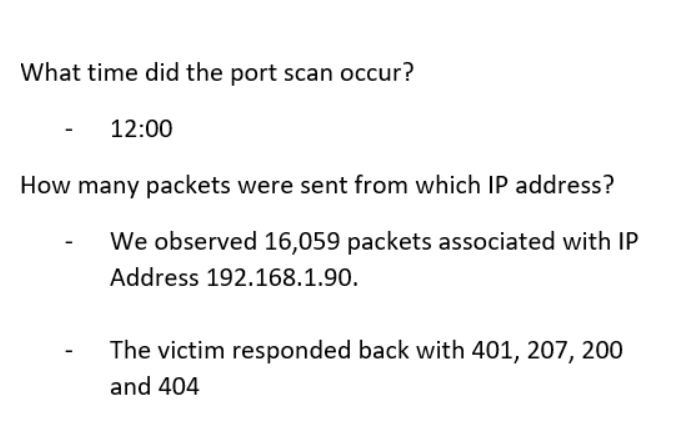 What time did the port scan occur?
- 12:00
How many packets were sent from which IP address?
- We observed 16,059 packets associated with IP
Address 192.168.1.90.
- The victim responded back with 401, 207, 200
and 404